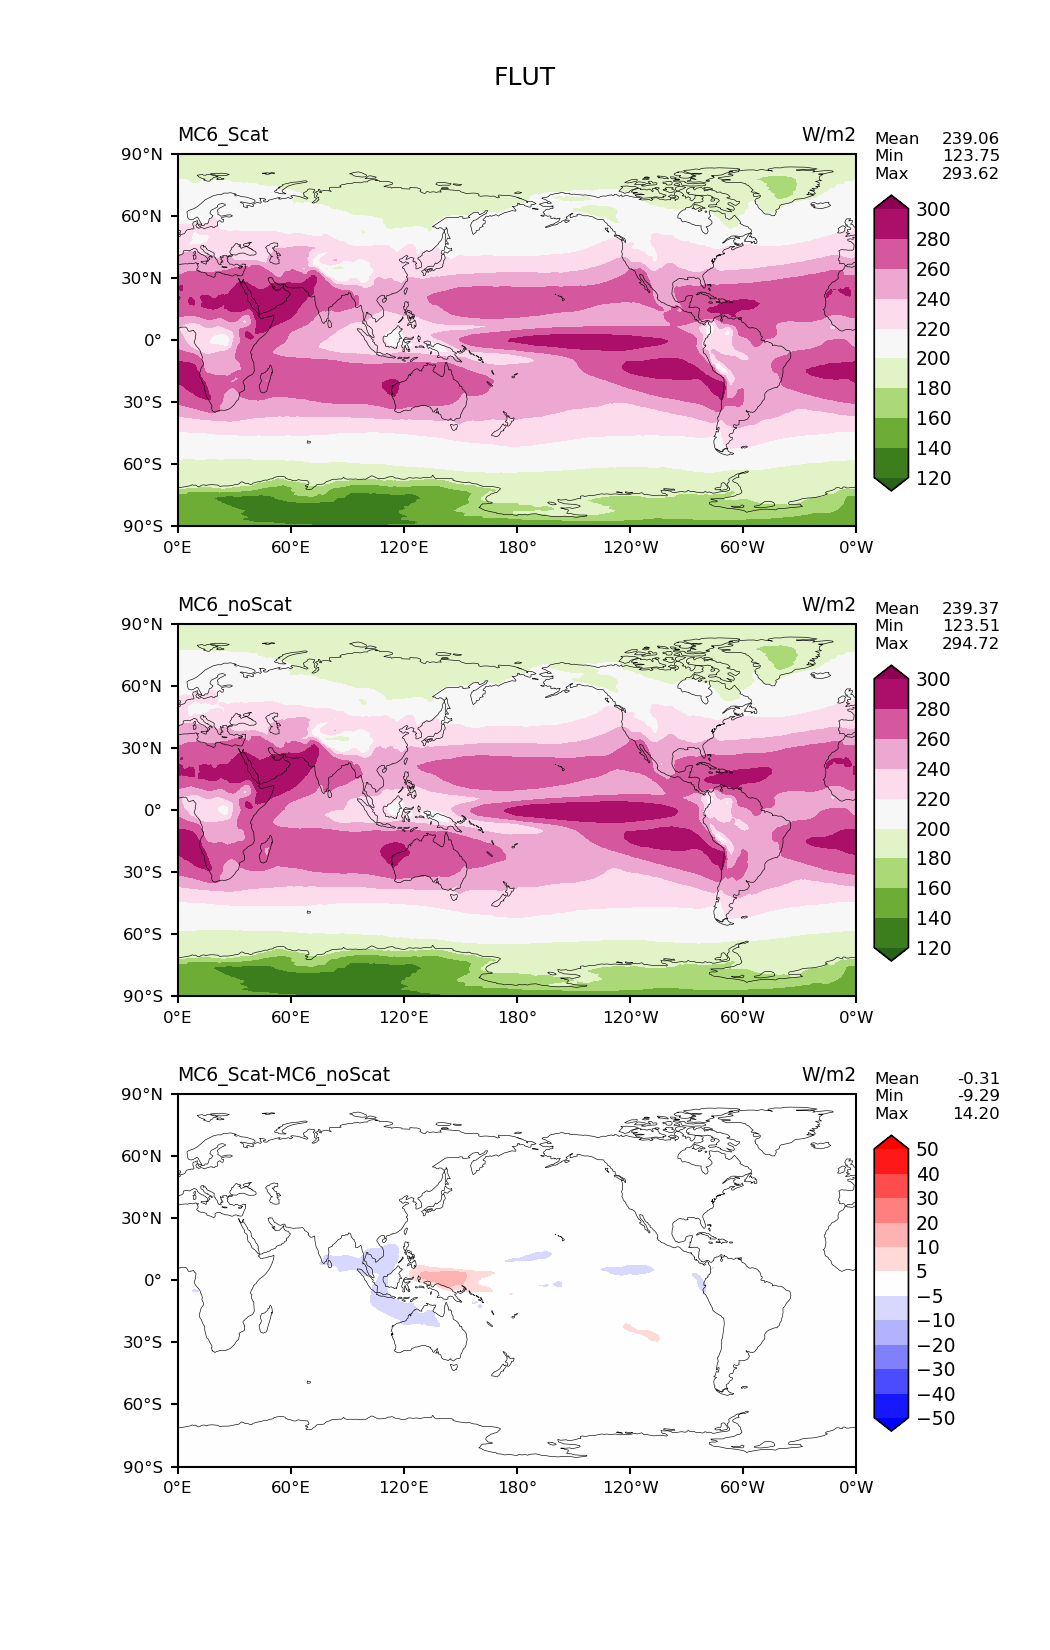 FLUT
MC6_Scat W/m2
Mean 239.06
Min 123.75
Max 293.62
90°N
60°N
30°N
0°
30°S
60°S
90°S
0°E 60°E 120°E 180° 120°W 60°W 0°W
300
280
260
240
220
200
180
160
140
120
MC6_noScat W/m2
Mean 239.37
Min 123.51
Max 294.72
90°N
60°N
30°N
0°
30°S
60°S
90°S
0°E 60°E 120°E 180° 120°W 60°W 0°W
300
280
260
240
220
200
180
160
140
120
MC6_Scat-MC6_noScat W/m2
Mean -0.31
Min -9.29
Max 14.20
90°N
60°N
30°N
0°
30°S
60°S
90°S
0°E 60°E 120°E 180° 120°W 60°W 0°W
50
40
30
20
10
5
−5
−10
−20
−30
−40
−50